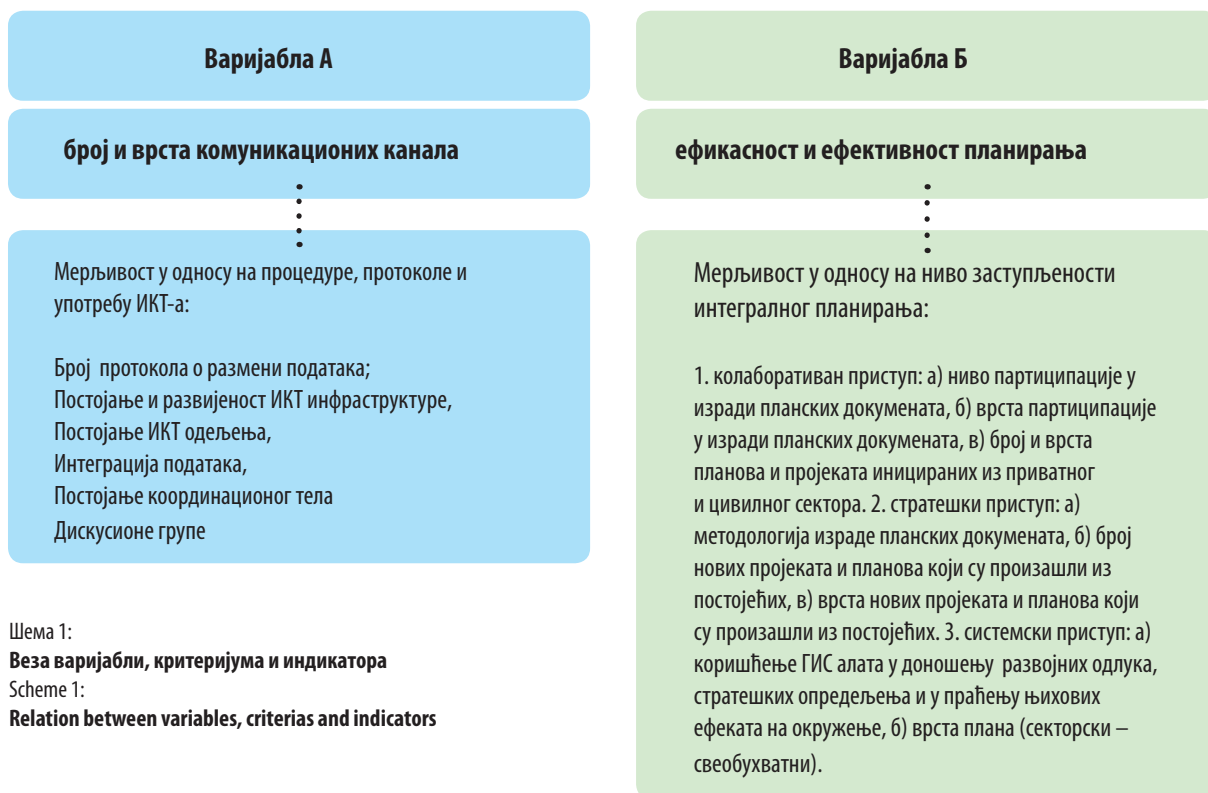 Варијабла А
број и врста комуникационих канала
Мерљивост у односу на процедуре, протоколе и
употребу ИКТ-а:
Број протокола о размени података;
Постојање и развијеност ИКТ инфраструктуре,
Постојање ИКТ одељења,
Интеграција података,
Постојање координационог тела
Дискусионе групе
Шема 1:
Веза варијабли, критеријума и индикатора
Scheme 1:
Relation between variables, criterias and indicators
Варијабла Б
ефикасност и ефективност планирања
Мерљивост у односу на ниво заступљености
интегралног планирања:
1. колаборативан приступ: а) ниво партиципације у
изради планских докумената, б) врста партиципације
у изради планских докумената, в) број и врста
планова и пројеката иницираних из приватног
и цивилног сектора. 2. стратешки приступ: а)
методологија израде планских докумената, б) број
нових пројеката и планова који су произашли из
постојећих, в) врста нових пројеката и планова који
су произашли из постојећих. 3. системски приступ: а)
коришћење ГИС алата у доношењу развојних одлука,
стратешких опредељења и у праћењу њихових
ефеката на окружење, б) врста плана (секторски –
свеобухватни).